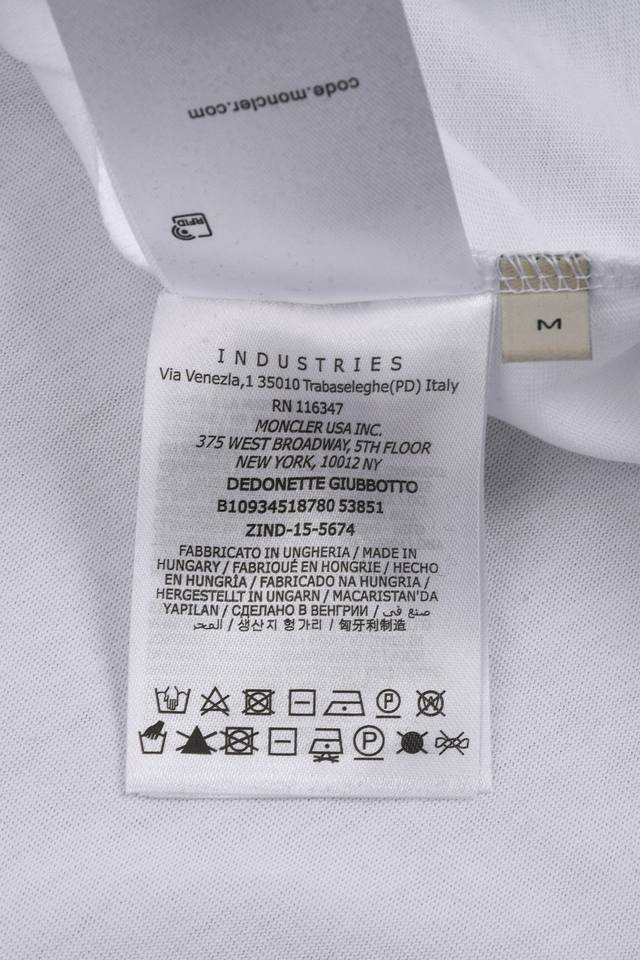 code.moncler.com
RFID
M
INDUSTRIES
Via Venezla,1 35010 Trabaseleghe(PD) Italy
RN 116347
MONCLER USA INC.
375 WEST BROADWAY, 5TH FLOOR
NEW YORK, 10012 NY
DEDONETTE GIUBBOTTO
B10934518780 53851
ZIND-15-5674
FABBRICATO IN UNGHERIA / MADE IN
HUNGARY / FABRIQUÉ EN HONGRIE / HECHO
EN HUNGRÎA / FABRICADO NA HUNGRIA /
HERGESTELLT IN UNGARN / MACARISTAN'DA
YAPILAN / СДЕЛАНО В ВЕНГРИИ / صنع في
المجر / 생산지 헝가리 / 匈牙利制造
P W
P